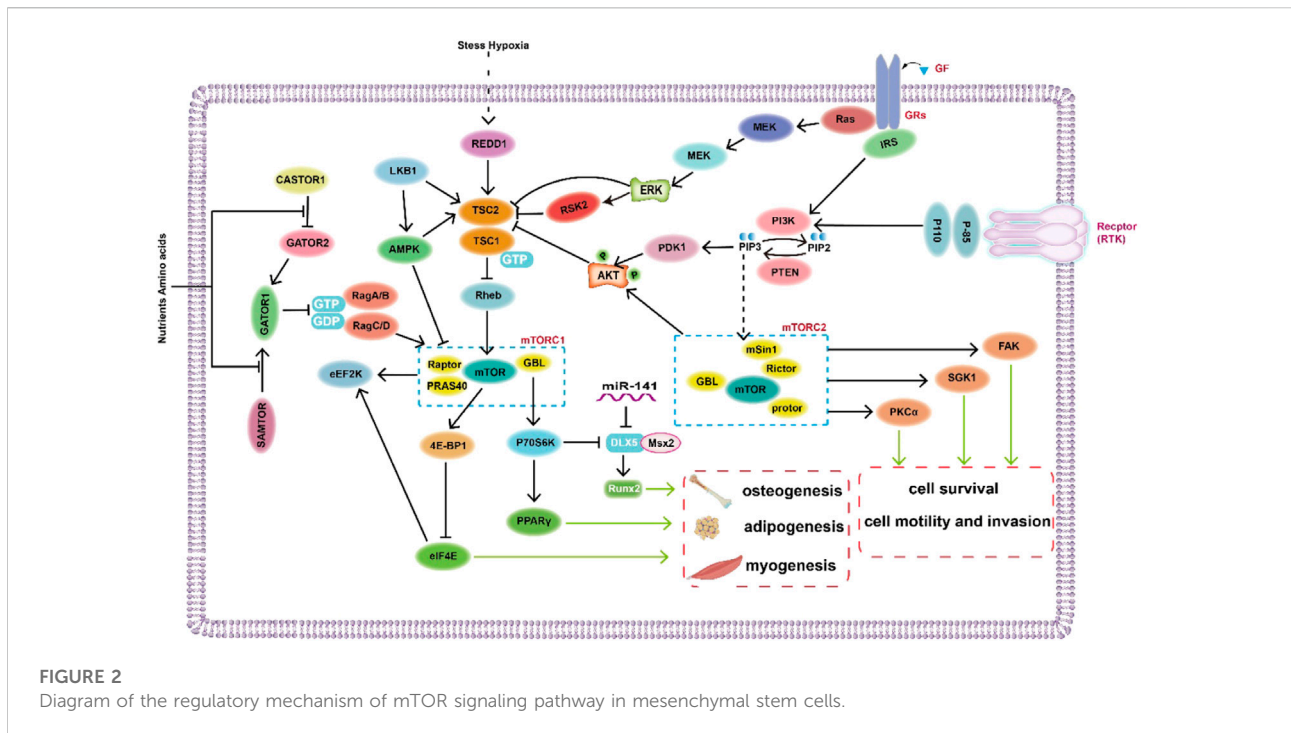 Stess Hypoxia
GF
GRs
Ras
IRS
MEK
MEK
ERK
RSK2
REDD1
LKB1
TSC2
TSC1
GTP
AMPK
Rheb
CASTOR1
GATOR2
GATOR1
SAMTOR
Nutrients Amino acids
GTP
GDP
RagA/B
RagC/D
PI3K
P110
P-85
Recptor
(RTK)
PDK1
PIP3
PIP2
PTEN
AKT
P
P
mTORC1
Raptor
PRAS40
mTOR
GBL
eEF2K
4E-BP1
P70S6K
eIF4E
PPARγ
miR-141
DLX5
Msx2
Runx2
mTORC2
mSin1
Rictor
GBL
mTOR
protor
FAK
SGK1
PKCα
osteogenesis
adipogenesis
myogenesis
cell survival
cell motility and invasion
FIGURE 2
Diagram of the regulatory mechanism of mTOR signaling pathway in mesenchymal stem cells.